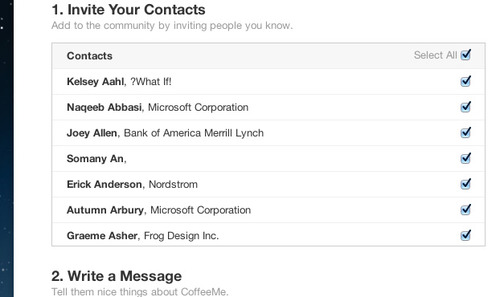 1. Invite Your Contacts
Add to the community by inviting people you know.
Contacts Select All
Kelsey Aahl, ?What If!
Naqeeb Abbasi, Microsoft Corporation
Joey Allen, Bank of America Merrill Lynch
Somany An,
Erick Anderson, Nordstrom
Autumn Arbury, Microsoft Corporation
Graeme Asher, Frog Design Inc.
2. Write a Message
Tell them nice things about CoffeeMe.